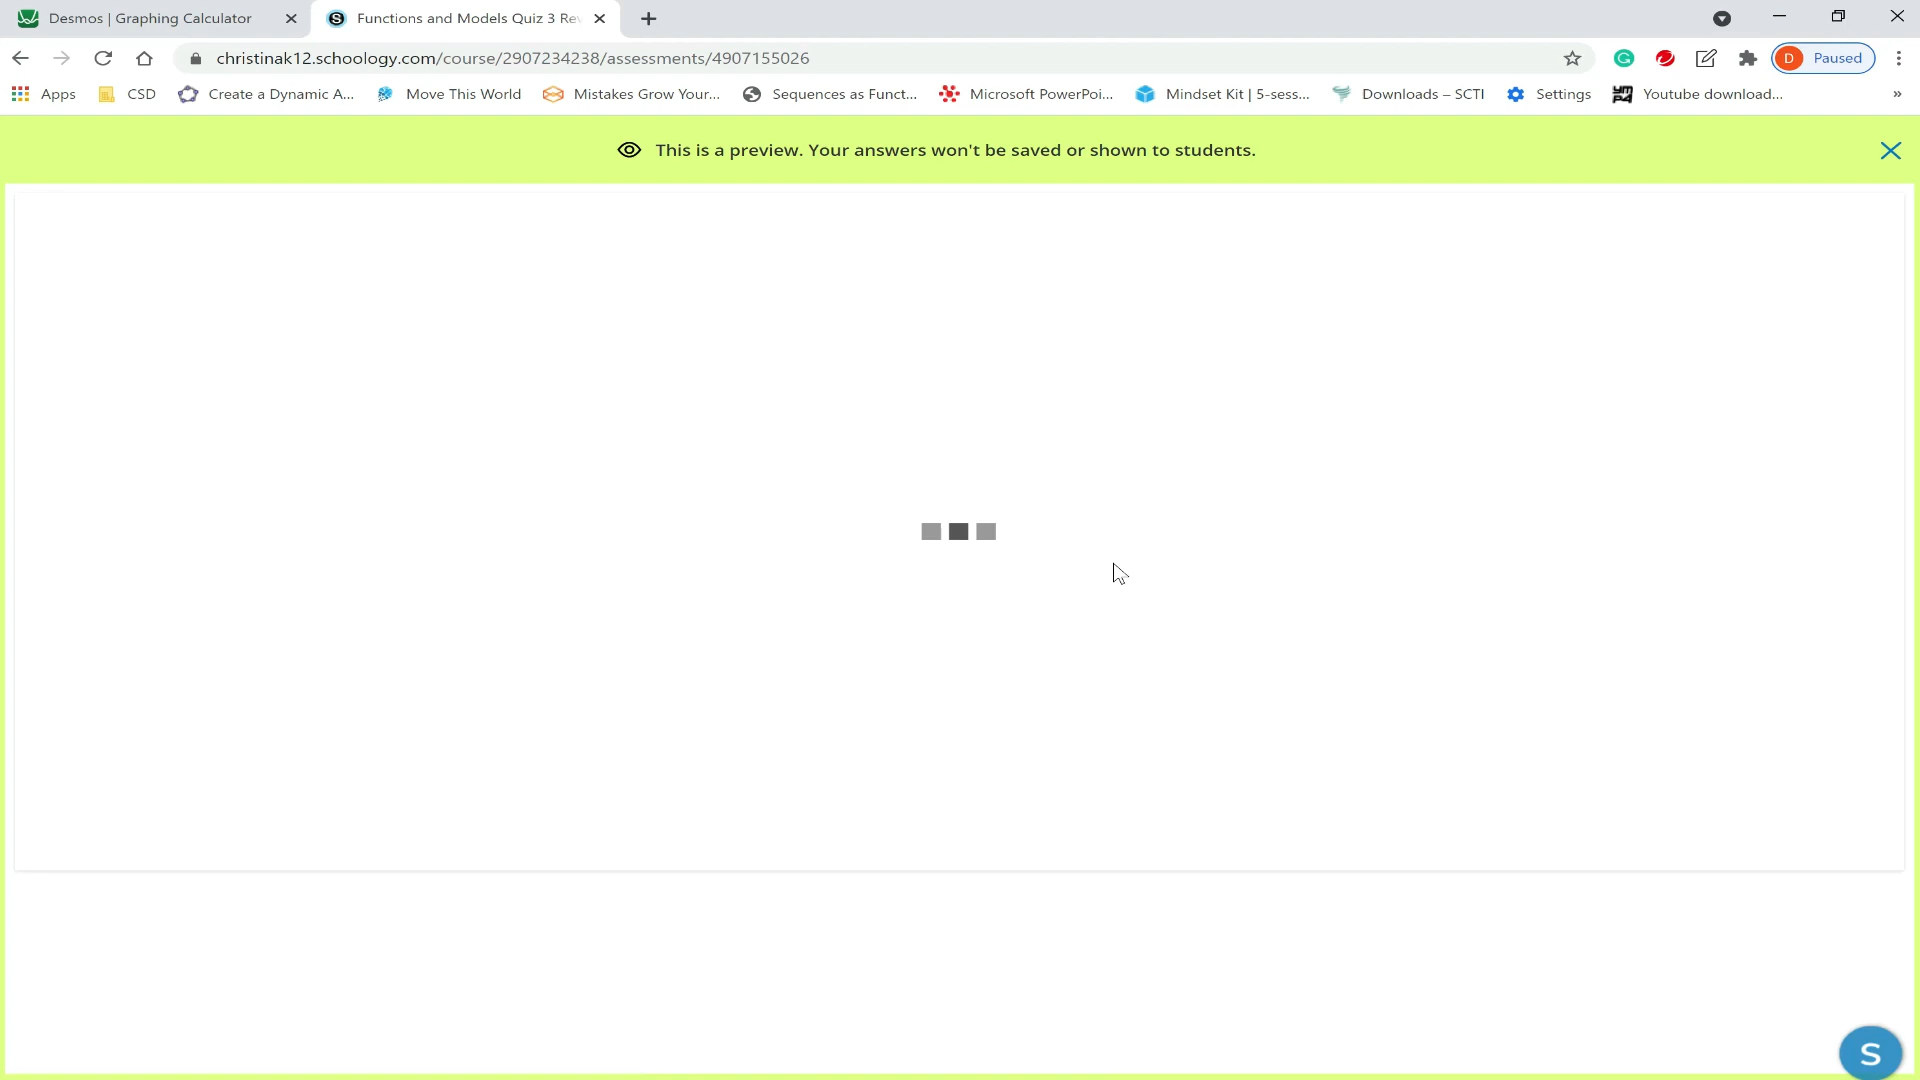 Desmos | Graphing Calculator
S Functions and Models Quiz 3 Re
christinak12.schoology.com/course/2907234238/assessments/4907155026
G
D Paused
Apps
CSD
Create a Dynamic A...
Move This World
Mistakes Grow Your...
Sequences as Funct...
Microsoft PowerPoi...
Mindset Kit | 5-sess...
Downloads – SCTI
Settings
Youtube download...
»
This is a preview. Your answers won't be saved or shown to students.
S